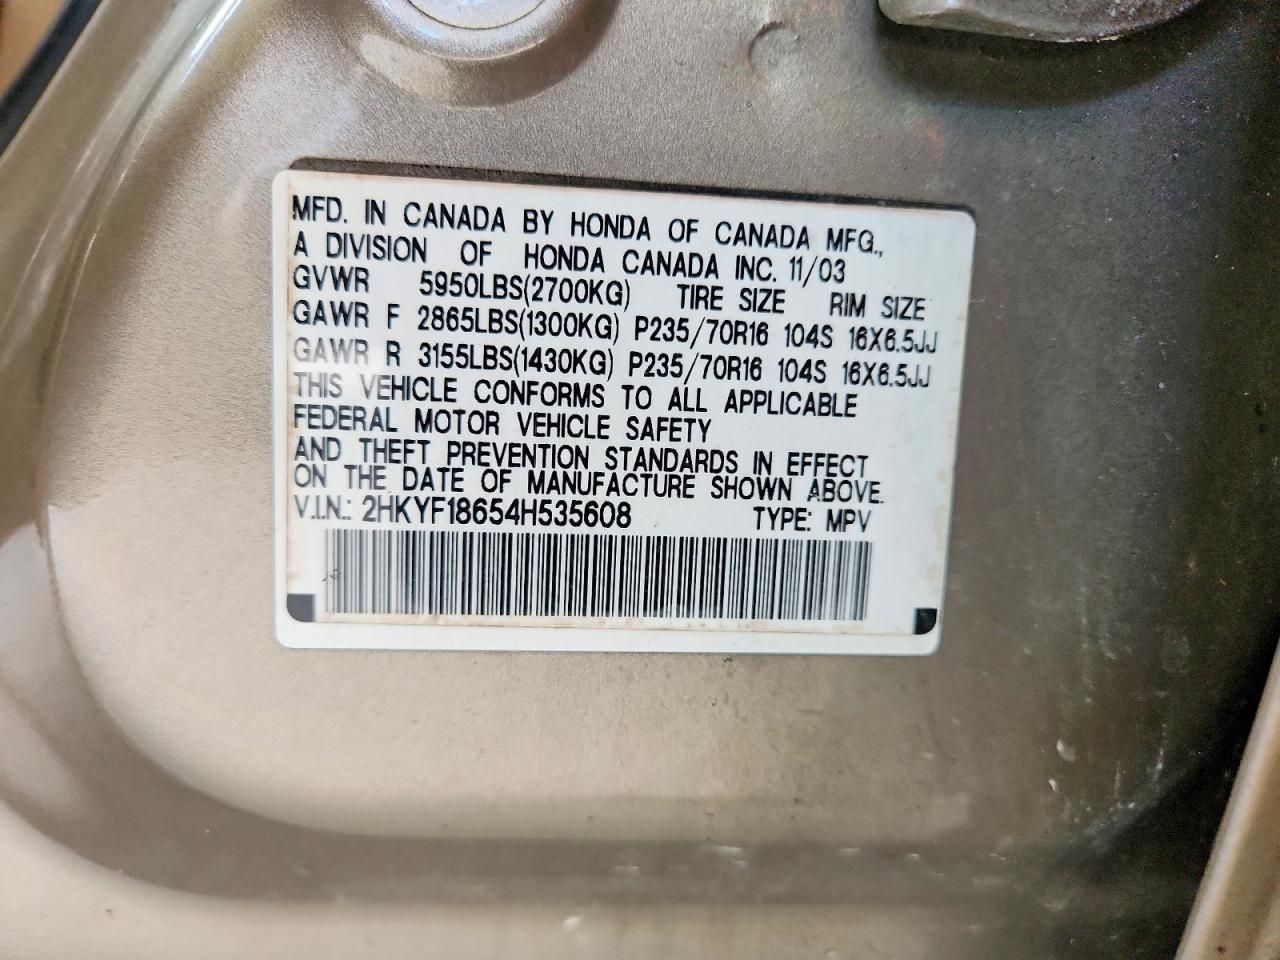 MFD. IN CANADA BY HONDA OF CANADA MFG.,
A DIVISION OF HONDA CANADA INC. 11/03
GVWR 5950LBS(2700KG) TIRE SIZE RIM SIZE
GAWR F 2865LBS(1300KG) P235/70R16 104S 16X6.5JJ
GAWR R 3155LBS(1430KG) P235/70R16 104S 16X6.5JJ
THIS VEHICLE CONFORMS TO ALL APPLICABLE
FEDERAL MOTOR VEHICLE SAFETY
AND THEFT PREVENTION STANDARDS IN EFFECT
ON THE DATE OF MANUFACTURE SHOWN ABOVE.
V.I.N.: 2HKYF18654H535608 TYPE: MPV